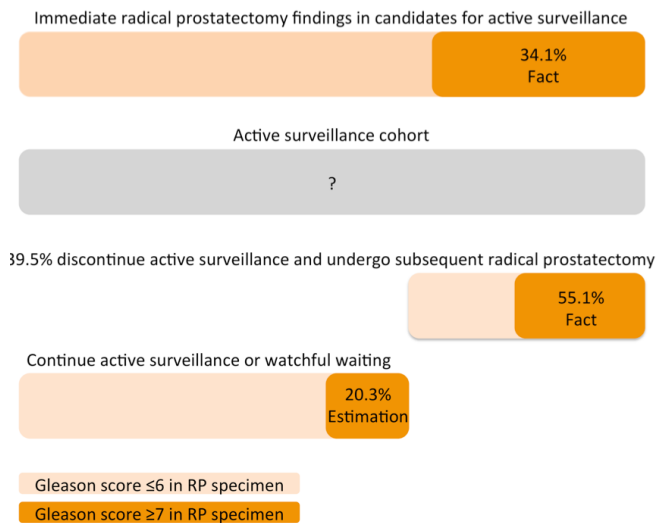 Immediate radical prostatectomy findings in candidates for active surveillance
34.1%
Fact
Active surveillance cohort
?
39.5% discontinue active surveillance and undergo subsequent radical prostatectomy
55.1%
Fact
Continue active surveillance or watchful waiting
20.3%
Estimation
Gleason score ≤6 in RP specimen
Gleason score ≥7 in RP specimen